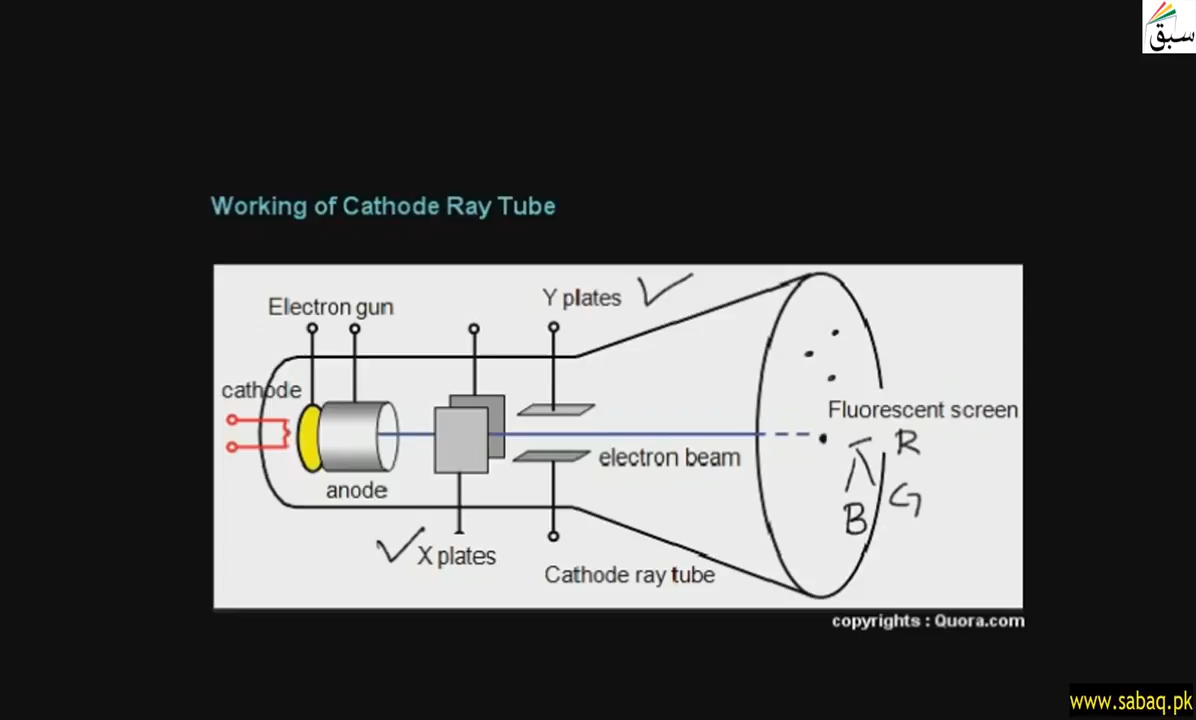 سبق
Working of Cathode Ray Tube
Electron gun
Y plates
cathode
Fluorescent screen
R
electron beam
anode
G
B
X plates
Cathode ray tube
copyrights : Quora.com
www.sabaq.pk